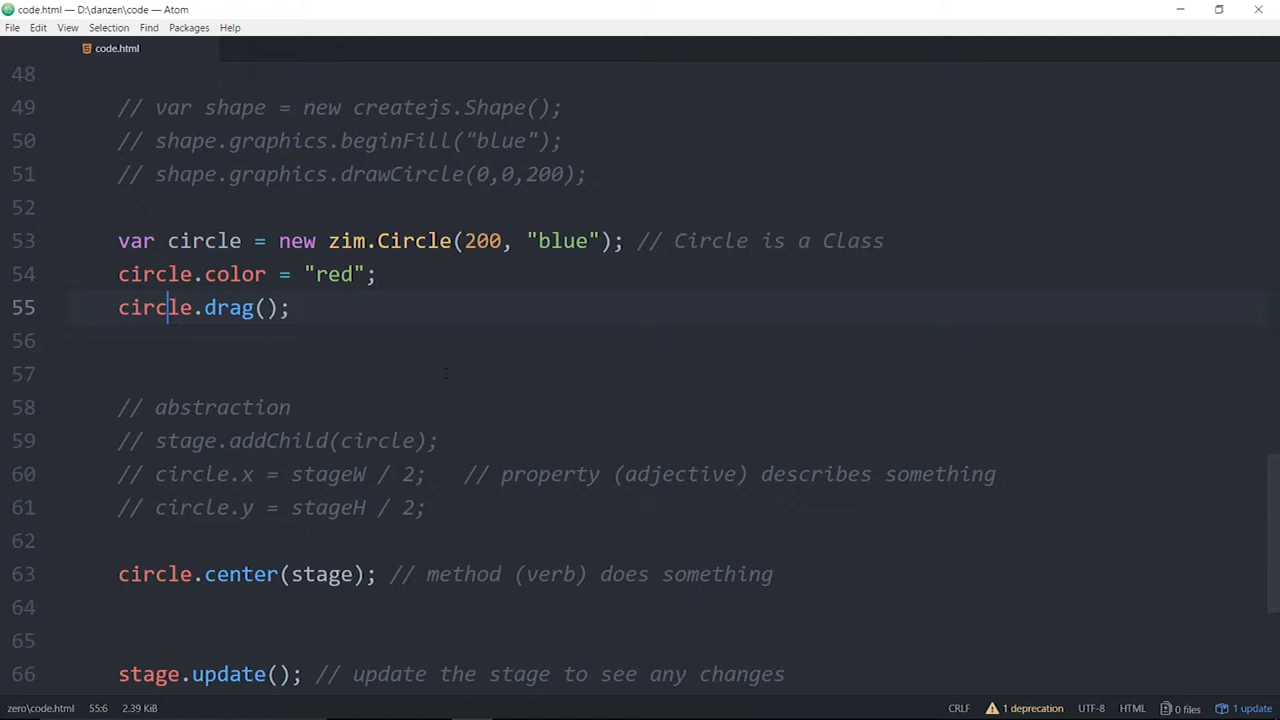 code.html — D:\danzen\code — Atom
File Edit View Selection Find Packages Help
code.html
48
49 // var shape = new createjs.Shape();
50 // shape.graphics.beginFill("blue");
51 // shape.graphics.drawCircle(0,0,200);
52
53 var circle = new zim.Circle(200, "blue"); // Circle is a Class
54 circle.color = "red";
55 circle.drag();
56
57
58 // abstraction
59 // stage.addChild(circle);
60 // circle.x = stageW / 2; // property (adjective) describes something
61 // circle.y = stageH / 2;
62
63 circle.center(stage); // method (verb) does something
64
65
66 stage.update(); // update the stage to see any changes
zero\code.html 55:6 2.39 KiB CRLF 1 deprecation UTF-8 HTML 0 files 1 update